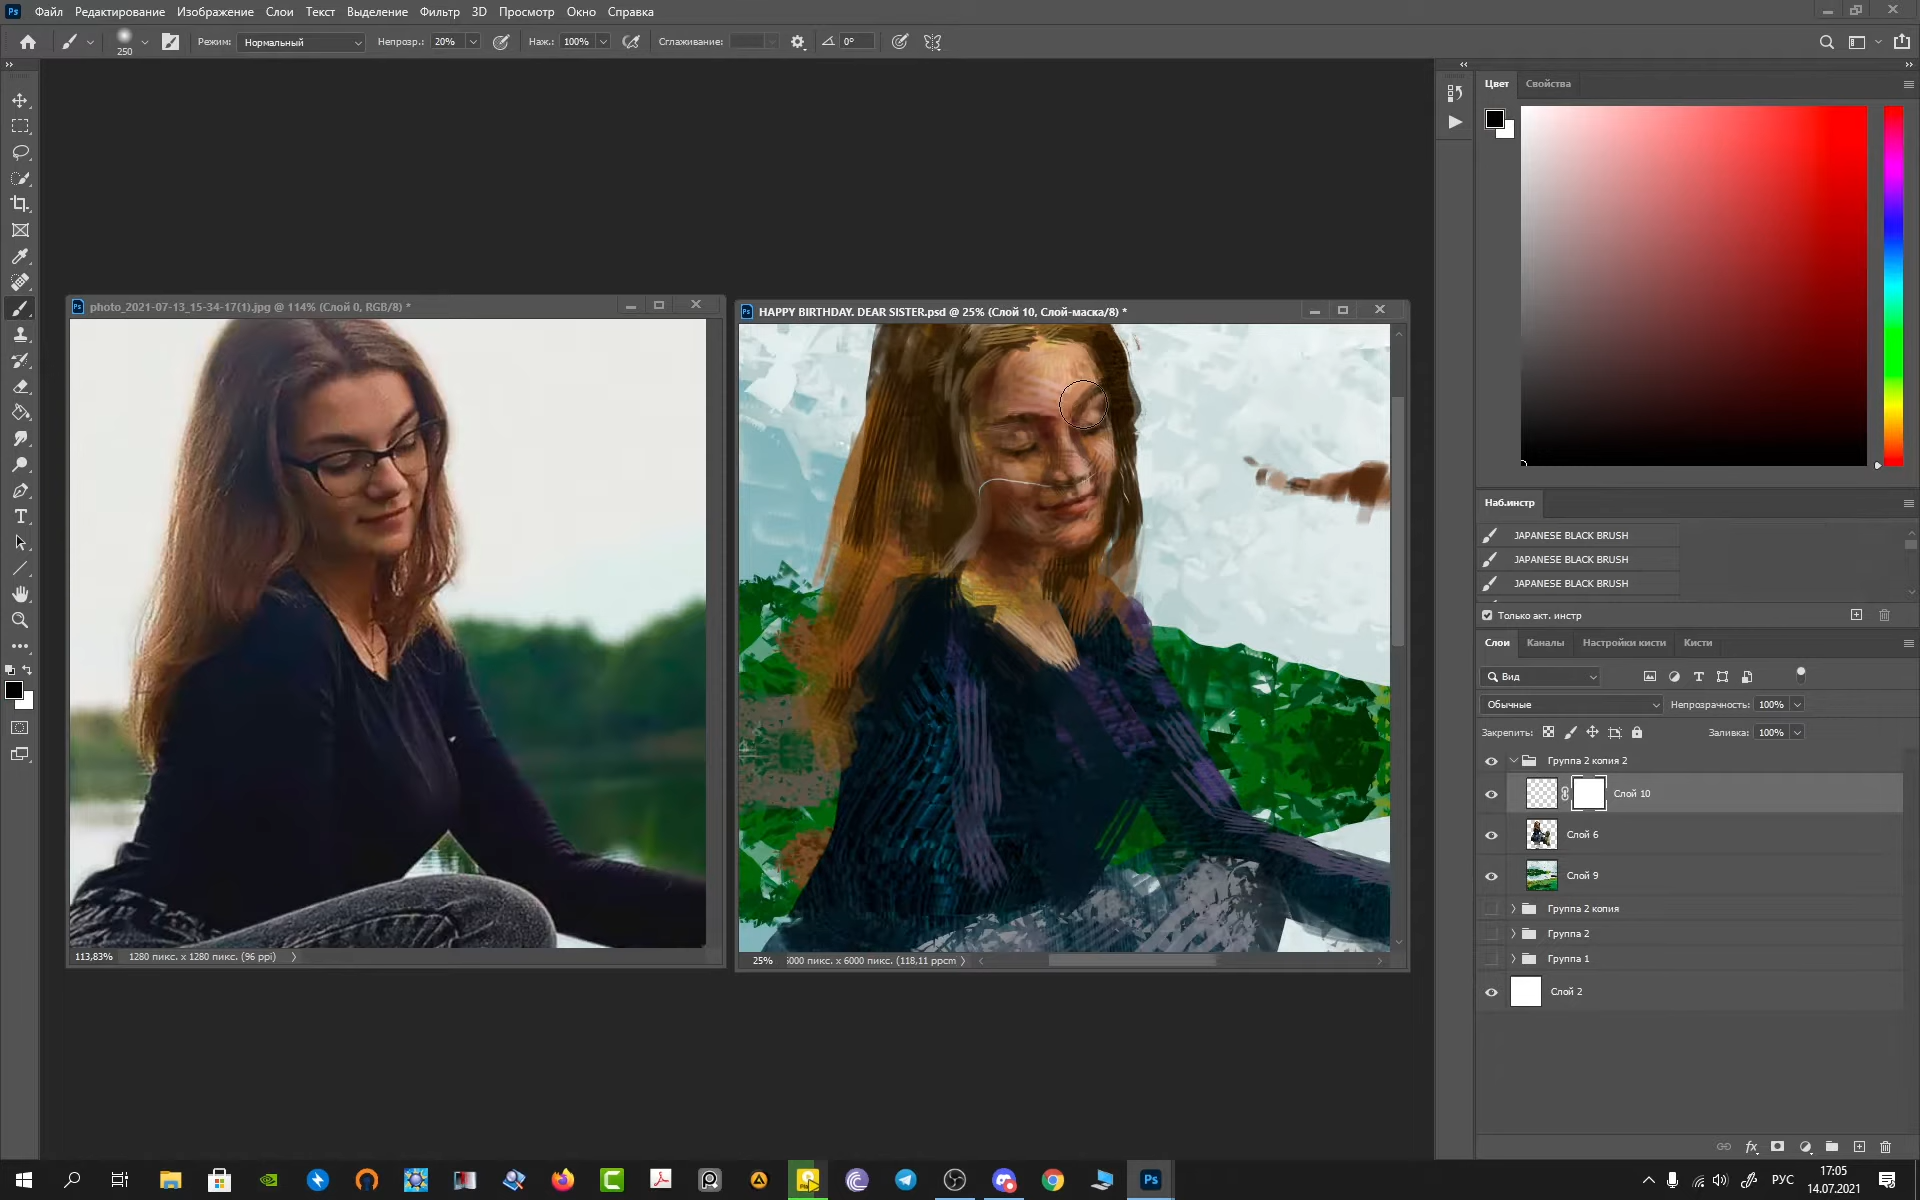 Файл Редактирование Изображение Слои Текст Выделение Фильтр 3D Просмотр Окно Справка
250 Режим: Нормальный Непрозр.: 20% Наж.: 100% Сглаживание: 0°
Цвет Свойства
photo_2021-07-13_15-34-17(1).jpg @ 114% (Слой 0, RGB/8) *
HAPPY BIRTHDAY. DEAR SISTER.psd @ 25% (Слой 10, Слой-маска/8) *
113,83% 1280 пикс. x 1280 пикс. (96 ppi)
25% 5000 пикс. x 6000 пикс. (118,11 ppcm)
Наб.инстр
JAPANESE BLACK BRUSH
JAPANESE BLACK BRUSH
JAPANESE BLACK BRUSH
Только акт. инстр
Слои Каналы Настройки кисти Кисти
Вид
Обычные Непрозрачность: 100%
Закрепить: Заливка: 100%
Группа 2 копия 2
Слой 10
Слой 6
Слой 9
Группа 2 копия
Группа 2
Группа 1
Слой 2
РУС 17:05
14.07.2021